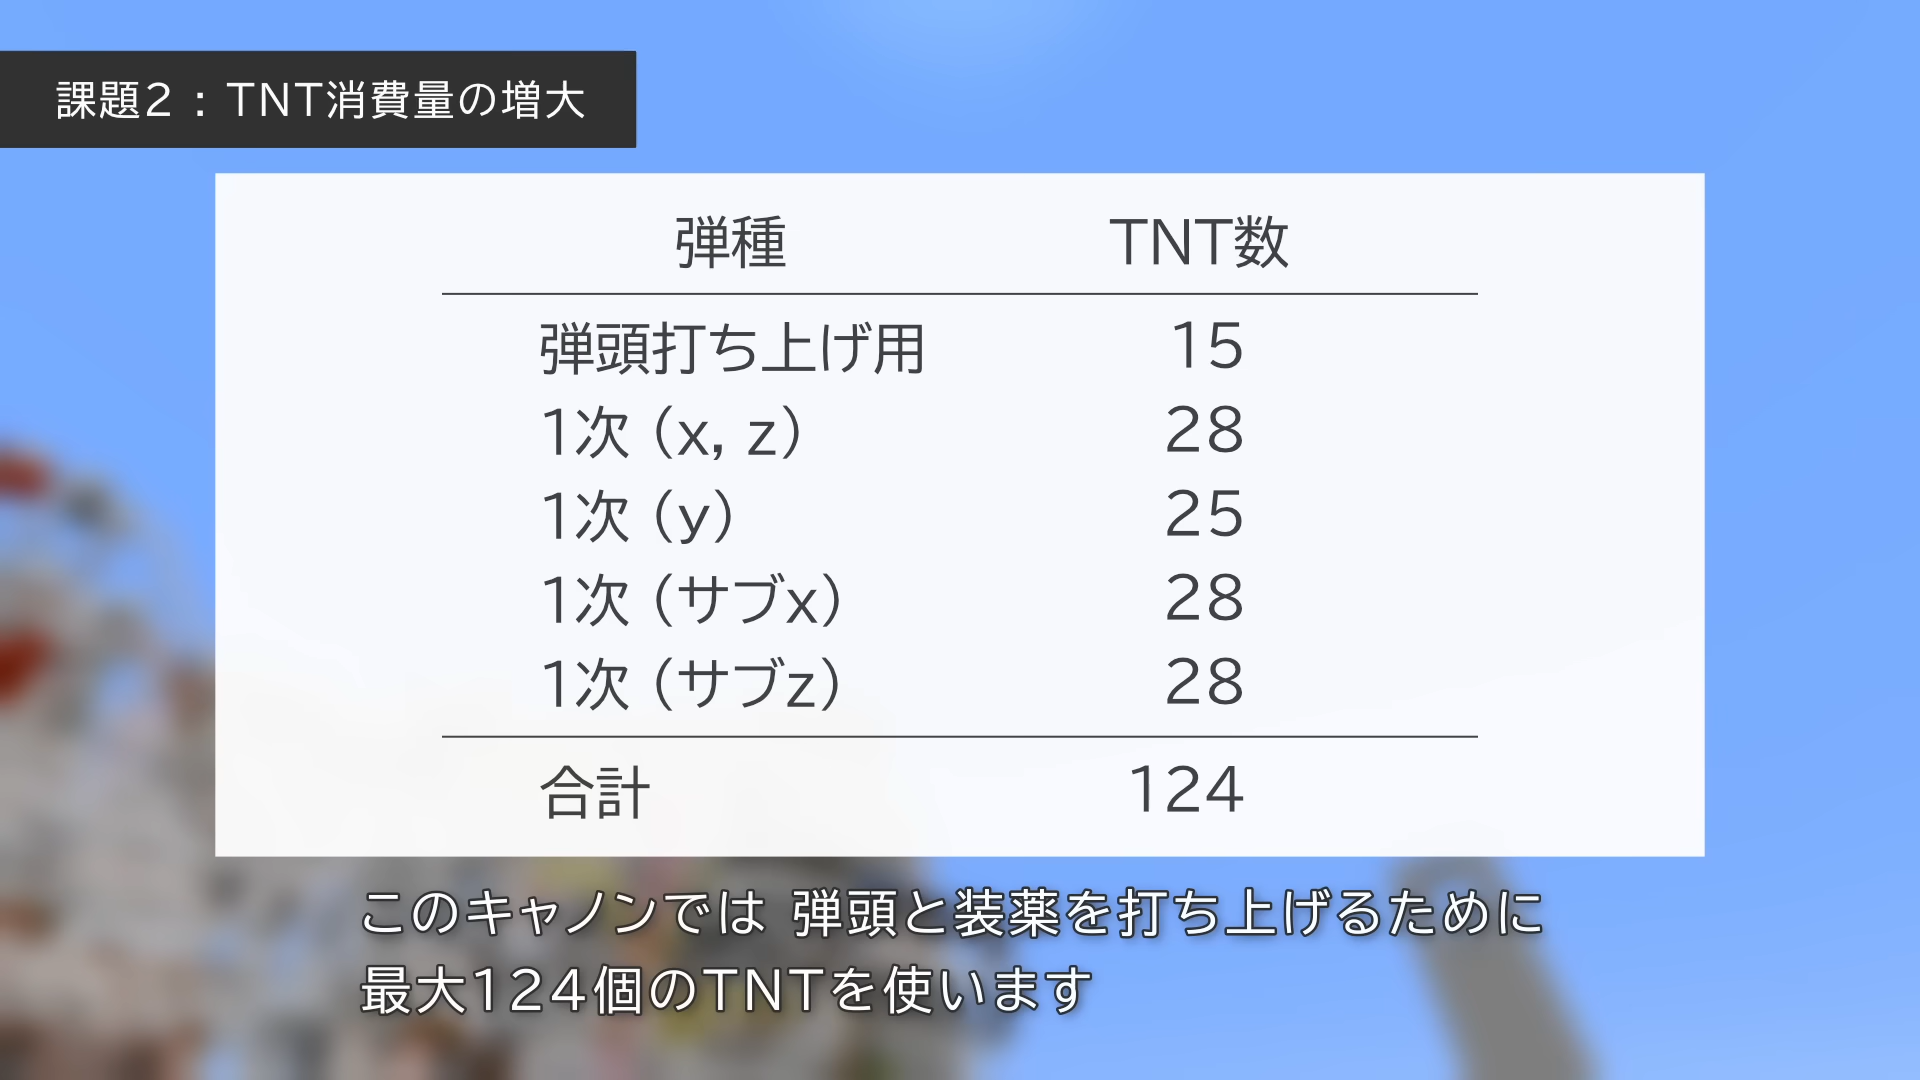 課題2：TNT消費量の増大
弾種 TNT数
弾頭打ち上げ用 15
1次 (x, z) 28
1次 (y) 25
1次 (サブx) 28
1次 (サブz) 28
合計 124
このキャノンでは 弾頭と装薬を打ち上げるために
最大124個のTNTを使います